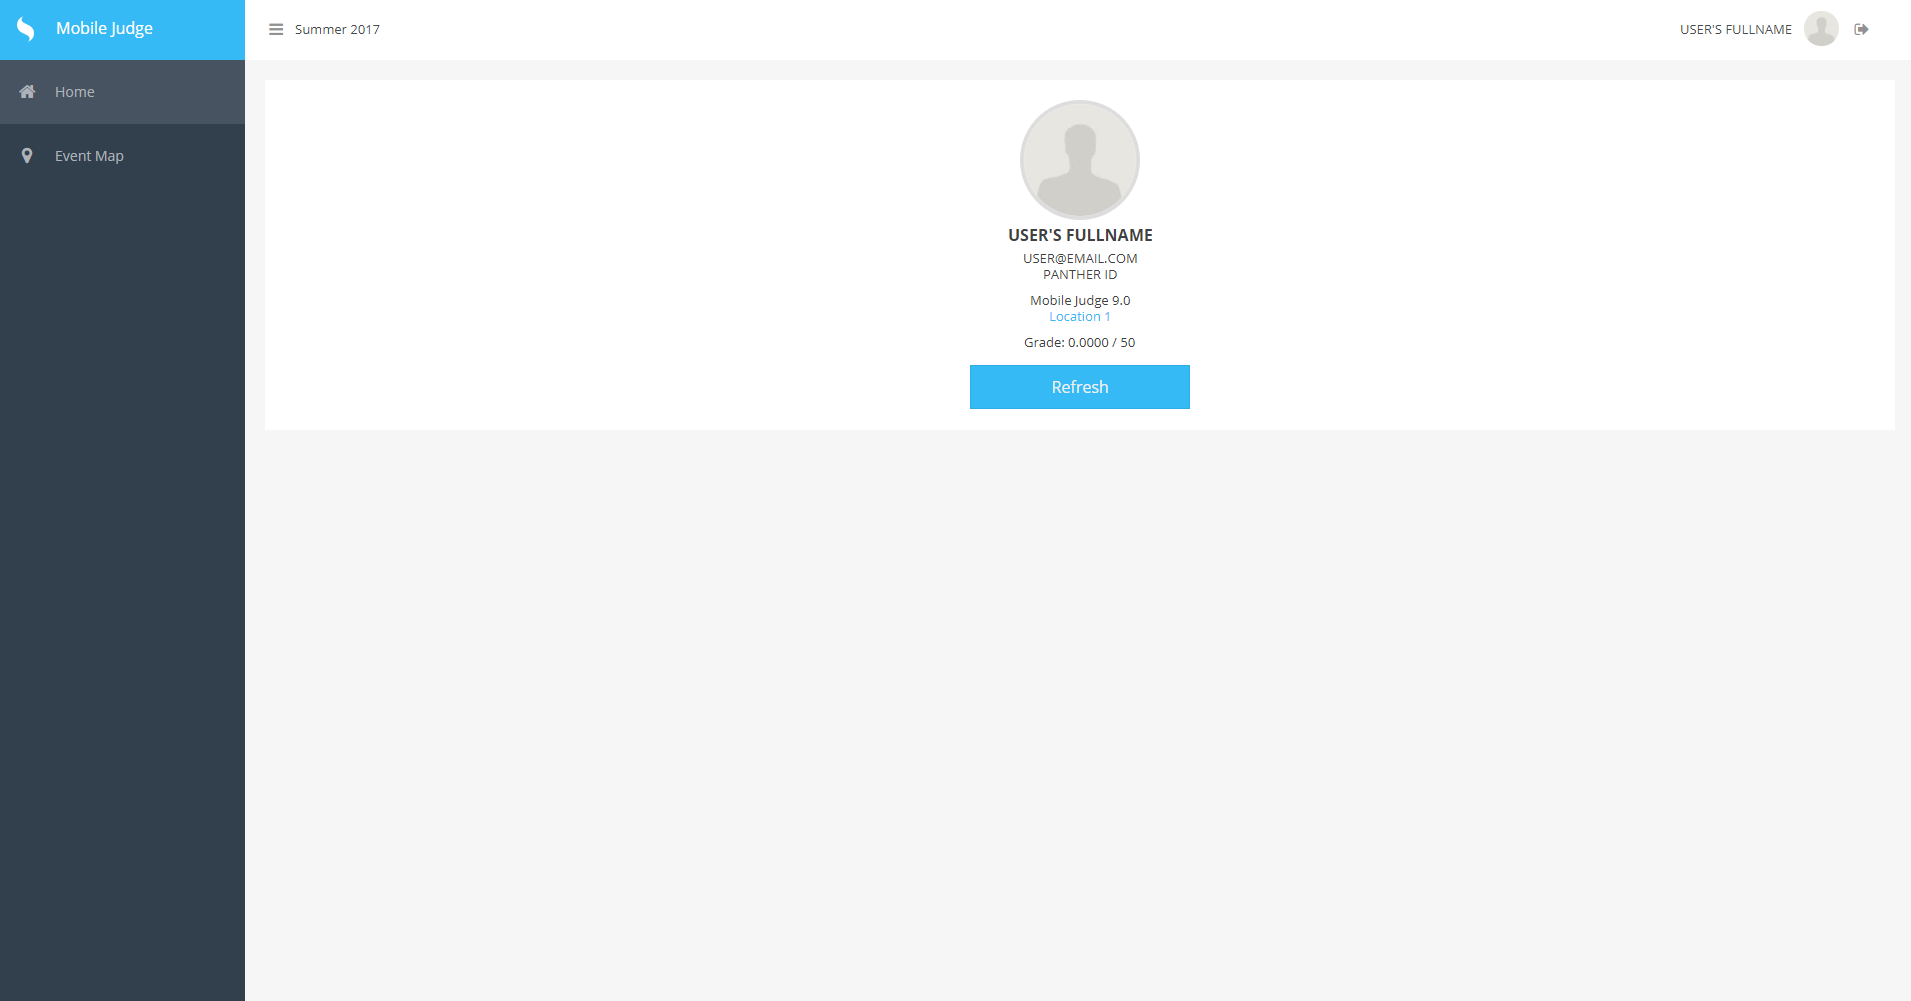 Mobile Judge
Summer 2017
USER'S FULLNAME
Home
Event Map
USER'S FULLNAME
USER@EMAIL.COM
PANTHER ID
Mobile Judge 9.0
Location 1
Grade: 0.0000 / 50
Refresh